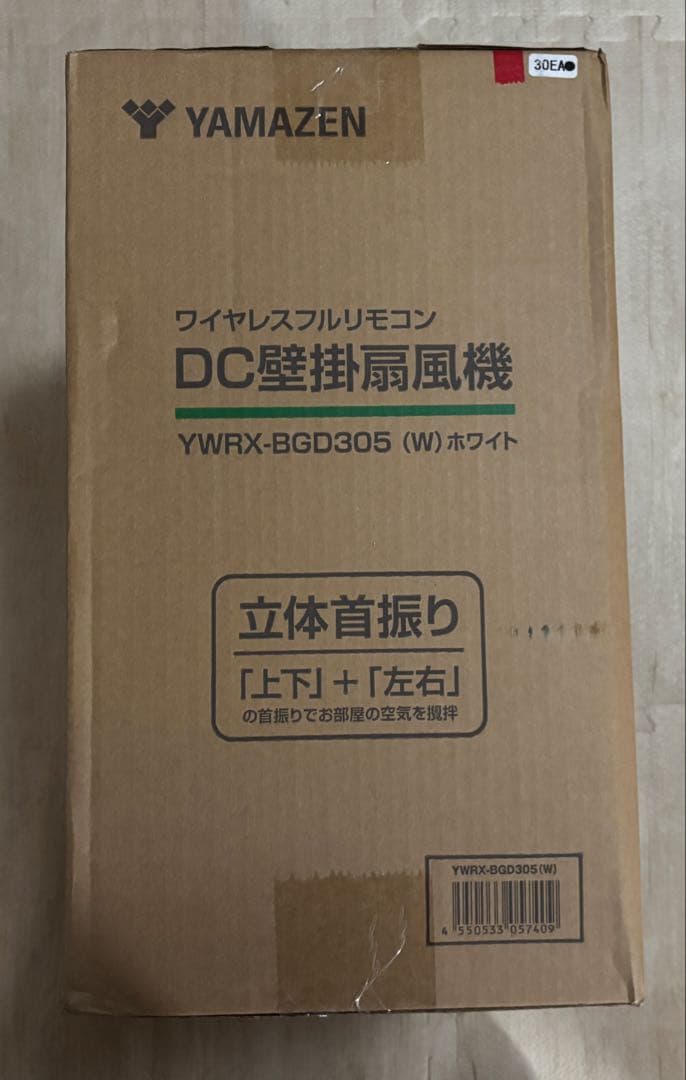 30EA●
YAMAZEN
ワイヤレスフルリモコン
DC壁掛扇風機
YWRX-BGD305 (W) ホワイト
立体首振り
「上下」+「左右」
の首振りでお部屋の空気を攪拌
YWRX-BGD305(W)
4 550533 057409